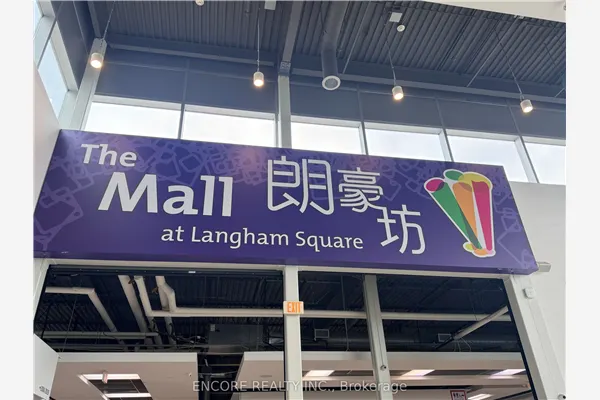 The
Mall 朗豪坊
at Langham Square
EXIT
ENCORE REALTY INC., Brokerage